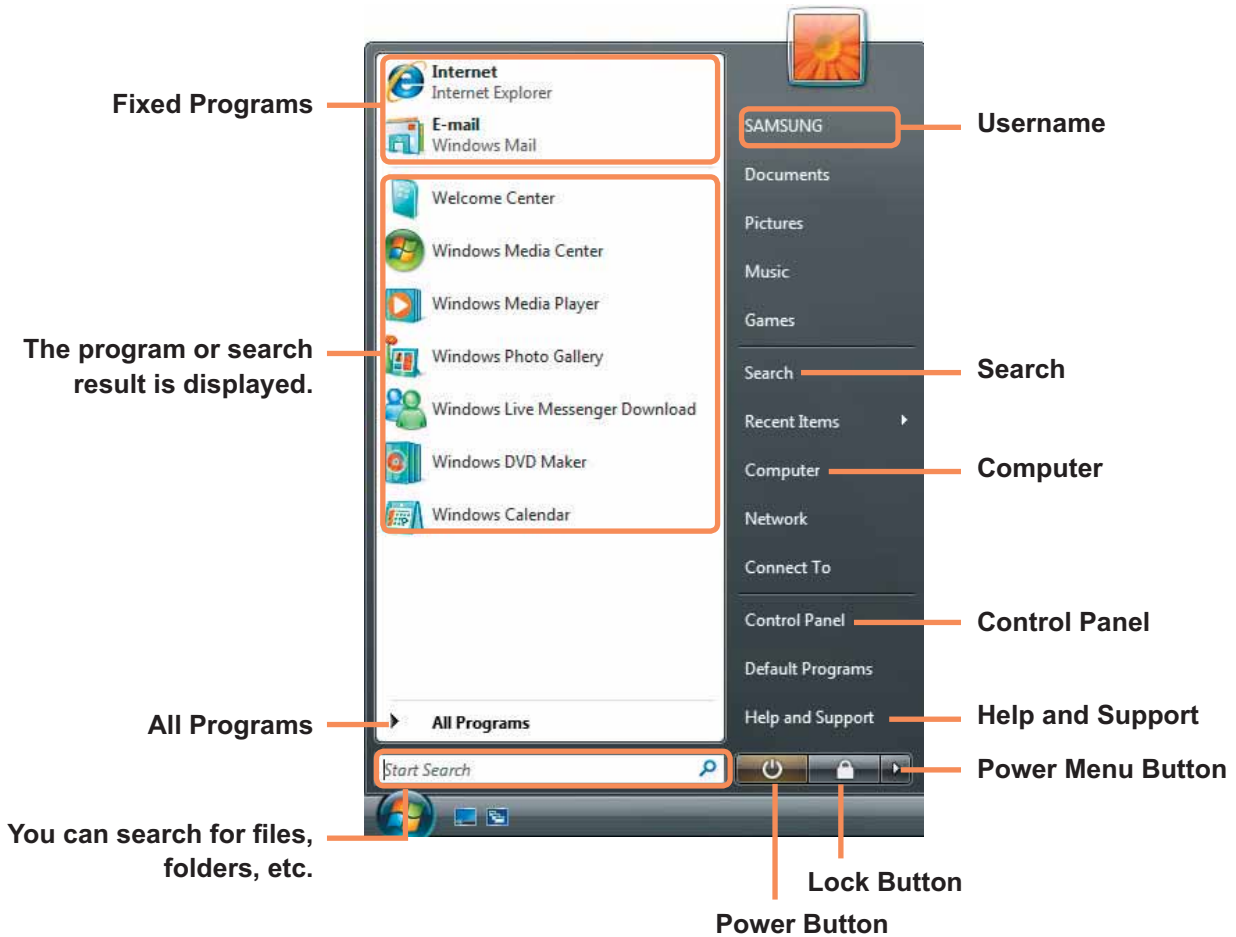 Fixed Programs
The program or search
result is displayed.
All Programs
You can search for files,
folders, etc.
Internet
Internet Explorer
E-mail
Windows Mail
Welcome Center
Windows Media Center
Windows Media Player
Windows Photo Gallery
Windows Live Messenger Download
Windows DVD Maker
Windows Calendar
All Programs
Start Search
SAMSUNG
Documents
Pictures
Music
Games
Search
Recent Items
Computer
Network
Connect To
Control Panel
Default Programs
Help and Support
Username
Search
Computer
Control Panel
Help and Support
Power Menu Button
Lock Button
Power Button